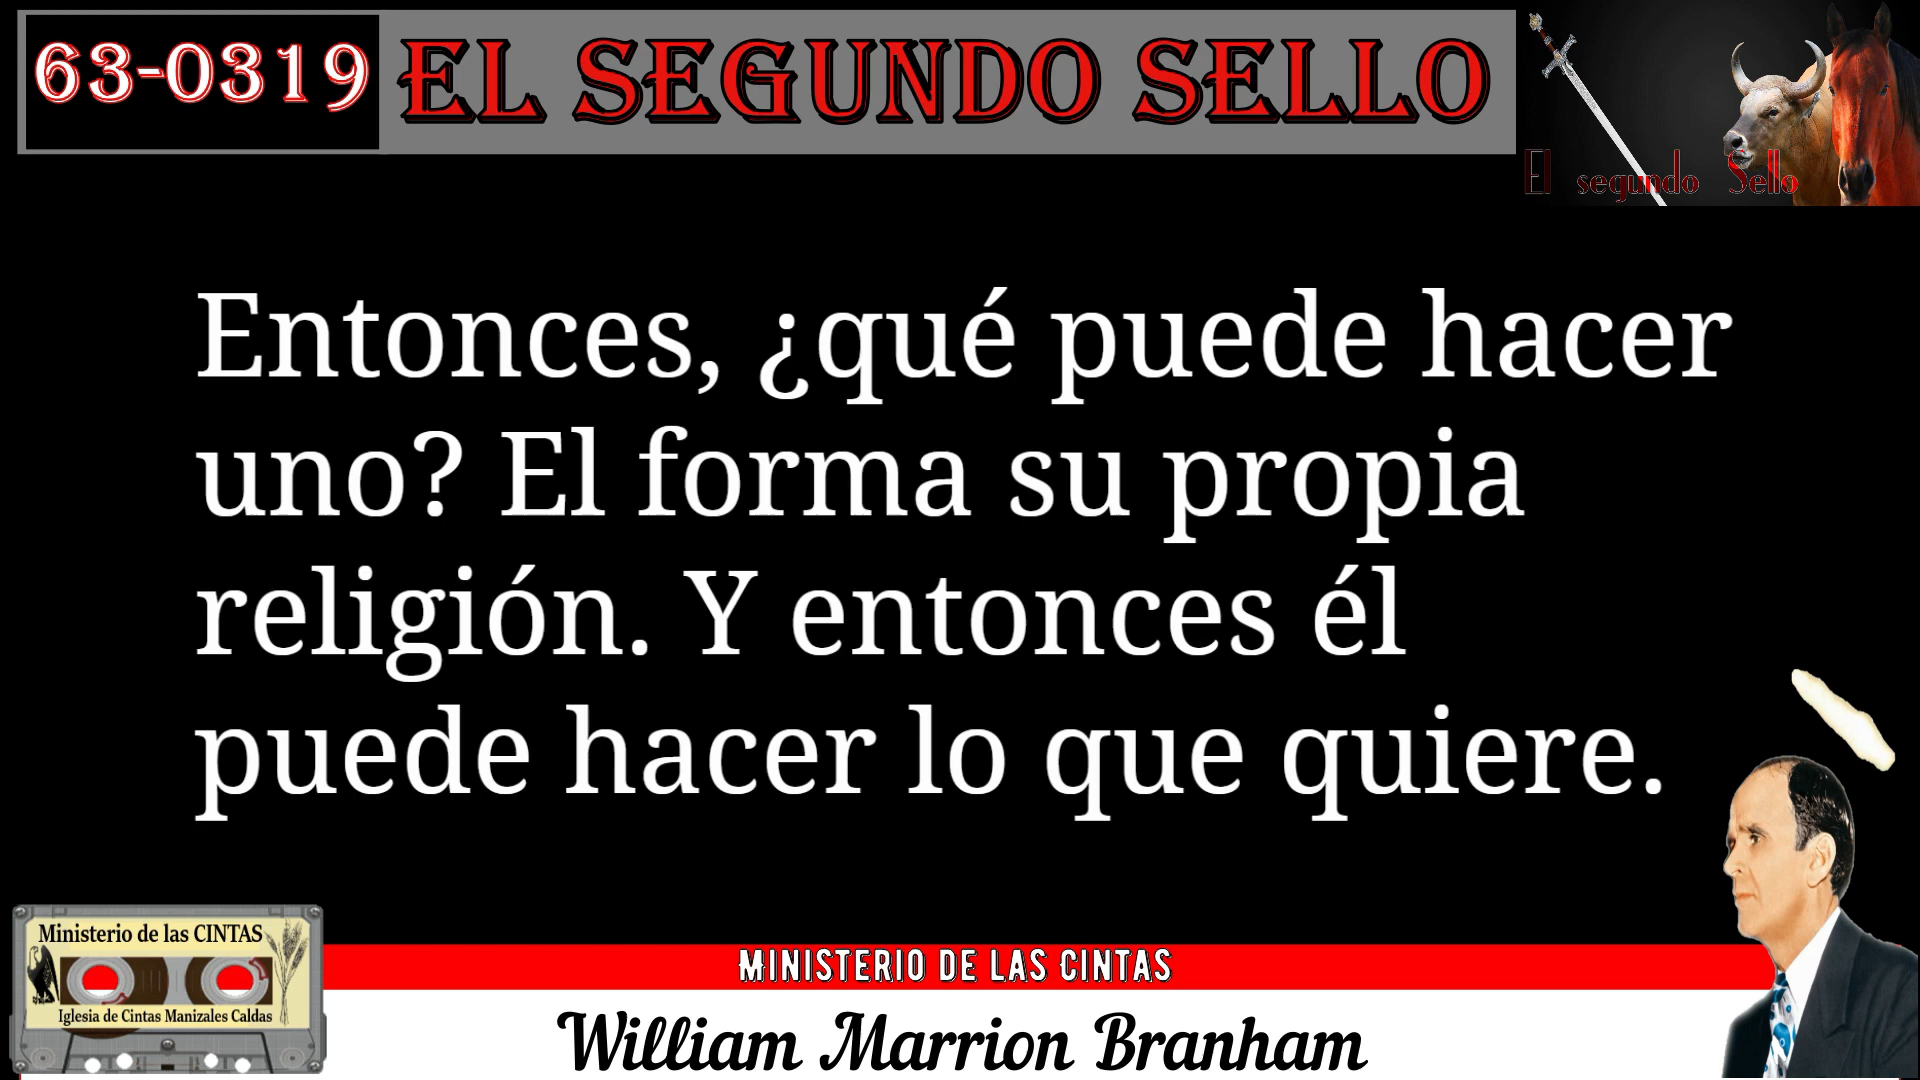 63-0319
EL SEGUNDO SELLO
El segundo Sello
Entonces, ¿qué puede hacer
uno? El forma su propia
religión. Y entonces él
puede hacer lo que quiere.
Ministerio de las CINTAS
Iglesia de Cintas Manizales Caldas
MINISTERIO DE LAS CINTAS
William Marrion Branham